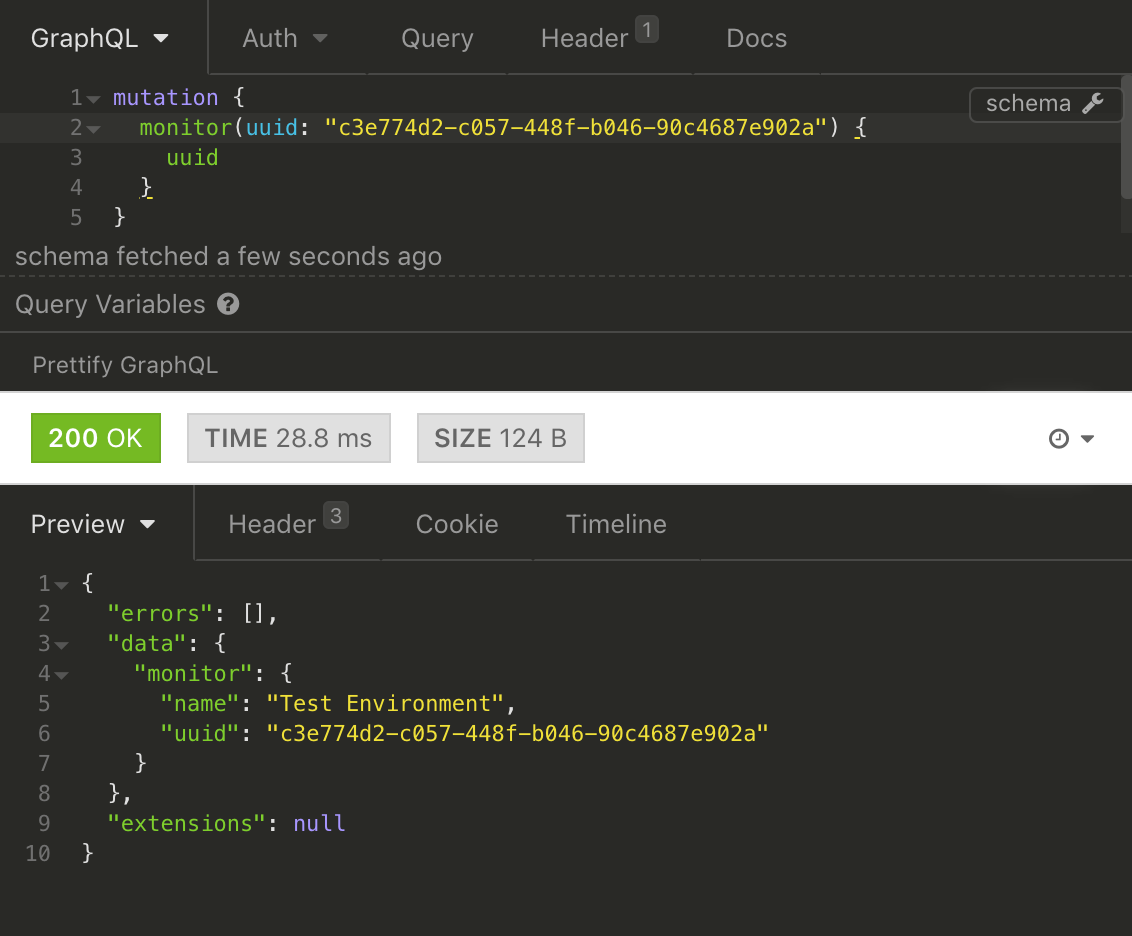 GraphQL Auth Query Header 1 Docs
1 mutation {
schema
2 monitor(uuid: "c3e774d2-c057-448f-b046-90c4687e902a") {
3 uuid
4 }
5 }
schema fetched a few seconds ago
Query Variables ?
Prettify GraphQL
200 OK TIME 28.8 ms SIZE 124 B
Preview Header 3 Cookie Timeline
1 {
2 "errors": [],
3 "data": {
4 "monitor": {
5 "name": "Test Environment",
6 "uuid": "c3e774d2-c057-448f-b046-90c4687e902a"
7 }
8 },
9 "extensions": null
10 }